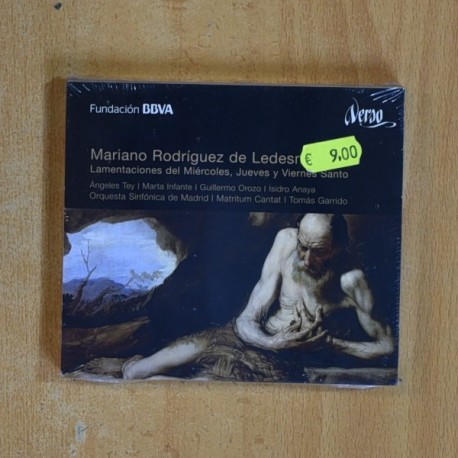 Fundación BBVA
Verso
Mariano Rodríguez de Ledesm
€ 9.00
Lamentaciones del Miércoles, Jueves y Viernes Santo
Ángeles Tey | Marta Infante | Guillermo Orozo | Isidro Anaya
Orquesta Sinfónica de Madrid | Matritum Cantat | Tomás Garrido